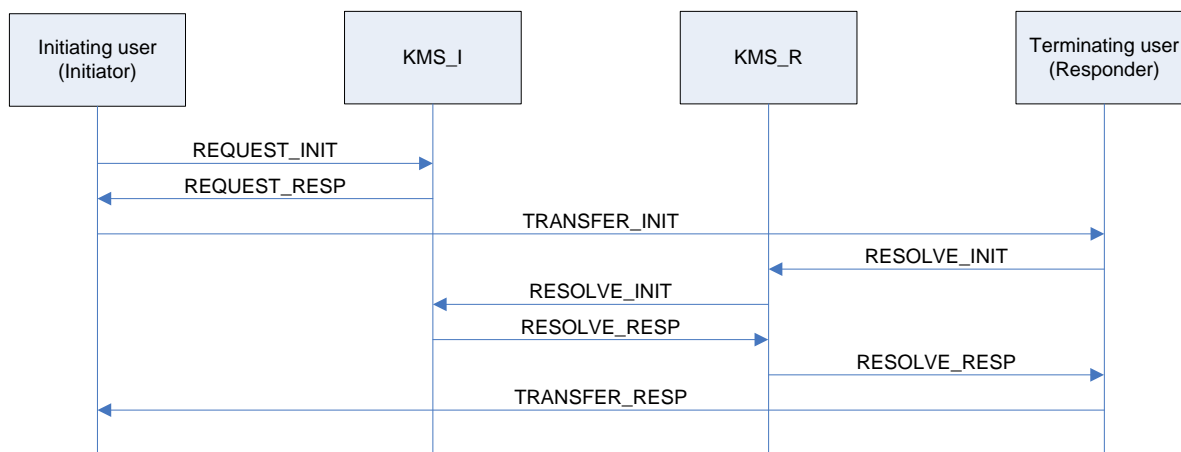 Initiating user
(Initiator)
KMS_I
KMS_R
Terminating user
(Responder)
REQUEST_INIT
REQUEST_RESP
TRANSFER_INIT
RESOLVE_INIT
RESOLVE_INIT
RESOLVE_RESP
RESOLVE_RESP
TRANSFER_RESP